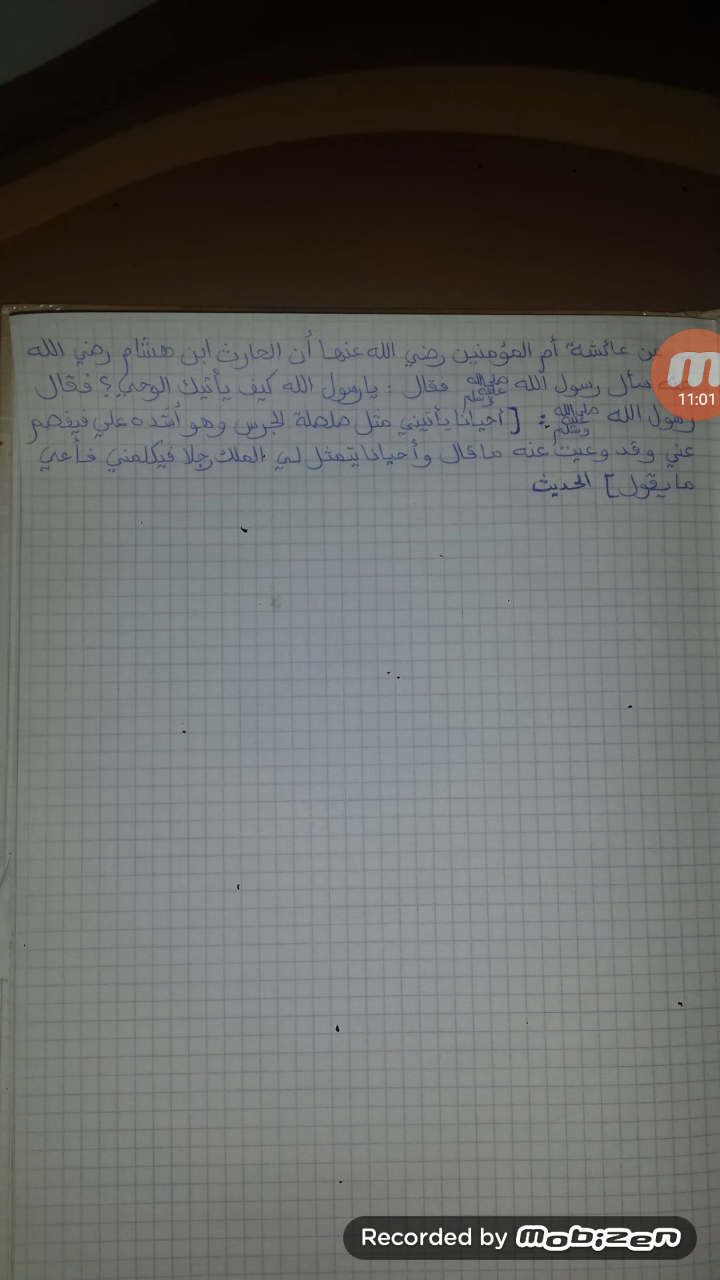 عن عائشة أم المؤمنين رضي الله عنها أن الحارث ابن هشام رضي الله
سأل رسول الله ﷺ فقال : يارسول الله كيف يأتيك الوحي ؟ فقال
رسول الله ﷺ : [ أحيانا يأتيني مثل صلصلة الجرس وهو أشده علي فيفصم
عني وقد وعيت عنه ما قال وأحيانا يتمثل لي الملك رجلا فيكلمني فأعي
ما يقول ] الحديث
m
11:01
Recorded by mobizen